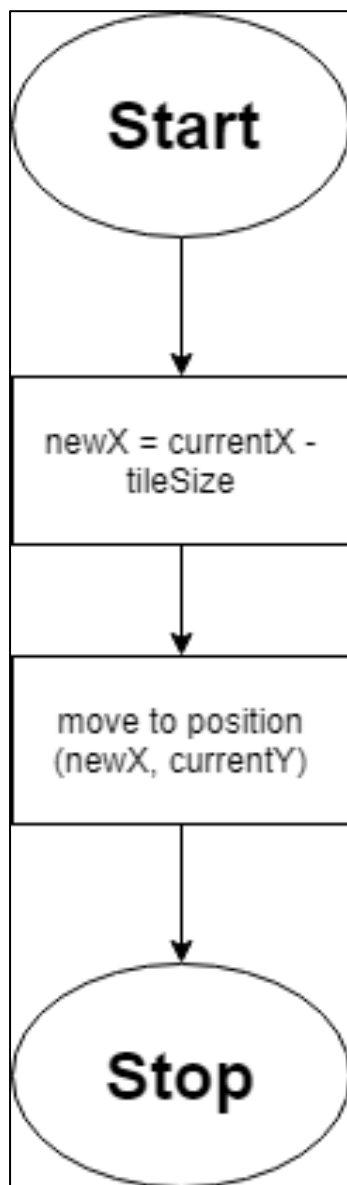 Start
newX = currentX -
tileSize
move to position
(newX, currentY)
Stop